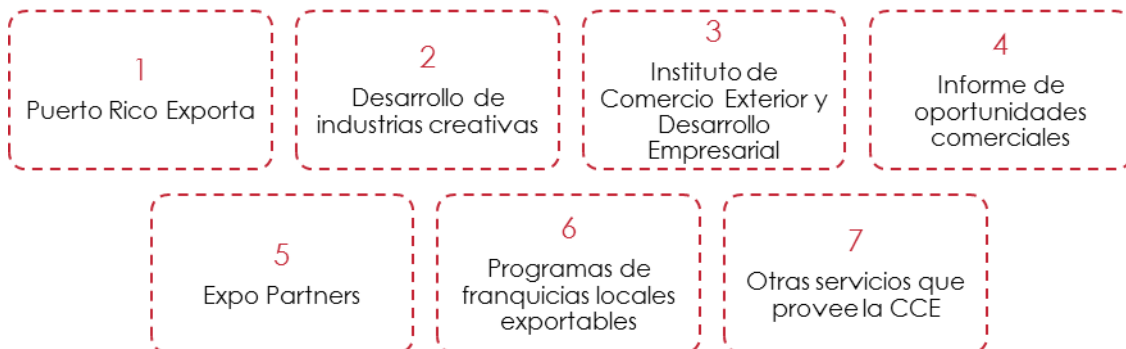 1
Puerto Rico Exporta
2
Desarrollo de
industrias creativas
3
Instituto de
Comercio Exterior y
Desarrollo
Empresarial
4
Informe de
oportunidades
comerciales
5
Expo Partners
6
Programas de
franquicias locales
exportables
7
Otras servicios que
provee la CCE